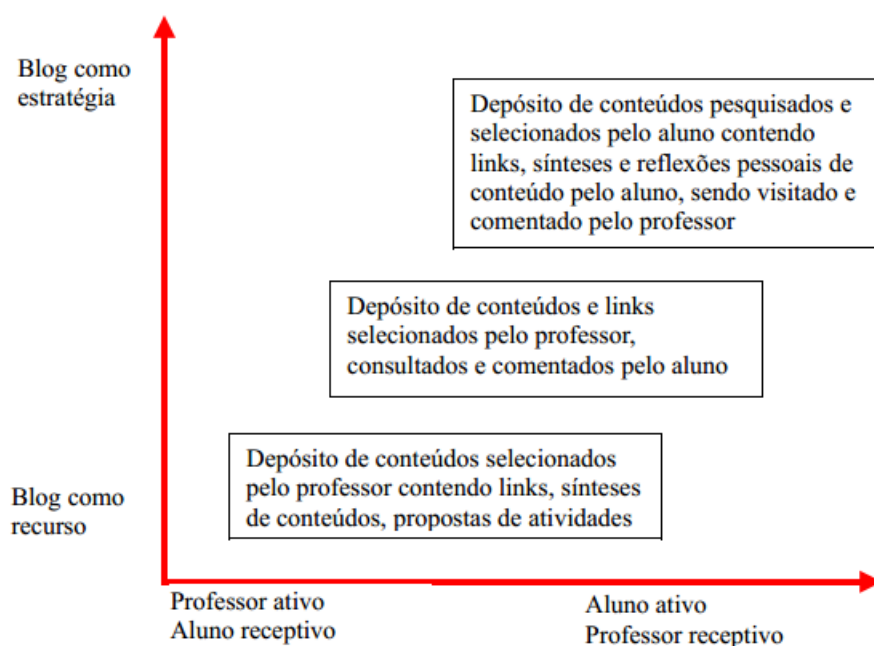 Blog como
estratégia
Depósito de conteúdos pesquisados e
selecionados pelo aluno contendo
links, sínteses e reflexões pessoais de
conteúdo pelo aluno, sendo visitado e
comentado pelo professor
Depósito de conteúdos e links
selecionados pelo professor,
consultados e comentados pelo aluno
Depósito de conteúdos selecionados
pelo professor contendo links, sínteses
de conteúdos, propostas de atividades
Blog como
recurso
Professor ativo
Aluno receptivo
Aluno ativo
Professor receptivo